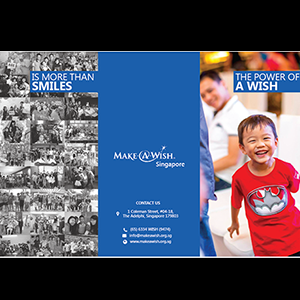 IS MORE THAN
SMILES
MAKE-A-WISH®
Singapore
CONTACT US
1 Coleman Street, #04-18,
The Adelphi, Singapore 179803
(65) 6334 WISH (9474)
info@makeawish.org.sg
www.makeawish.org.sg
THE POWER OF
A WISH